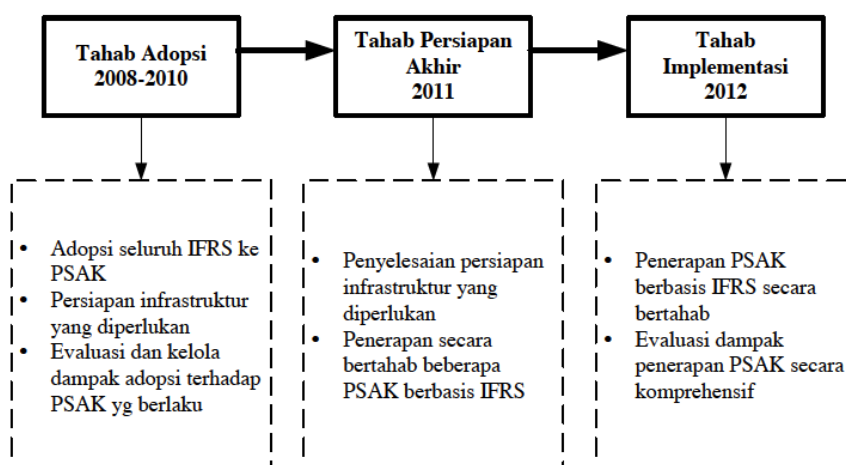 Tahab Adopsi
2008-2010
Tahab Persiapan
Akhir
2011
Tahab
Implementasi
2012
• Adopsi seluruh IFRS ke
PSAK
• Persiapan infrastruktur
yang diperlukan
• Evaluasi dan kelola
dampak adopsi terhadap
PSAK yg berlaku
• Penyelesaian persiapan
infrastruktur yang
diperlukan
• Penerapan secara
bertahab beberapa
PSAK berbasis IFRS
• Penerapan PSAK
berbasis IFRS secara
bertahab
• Evaluasi dampak
penerapan PSAK secara
komprehensif